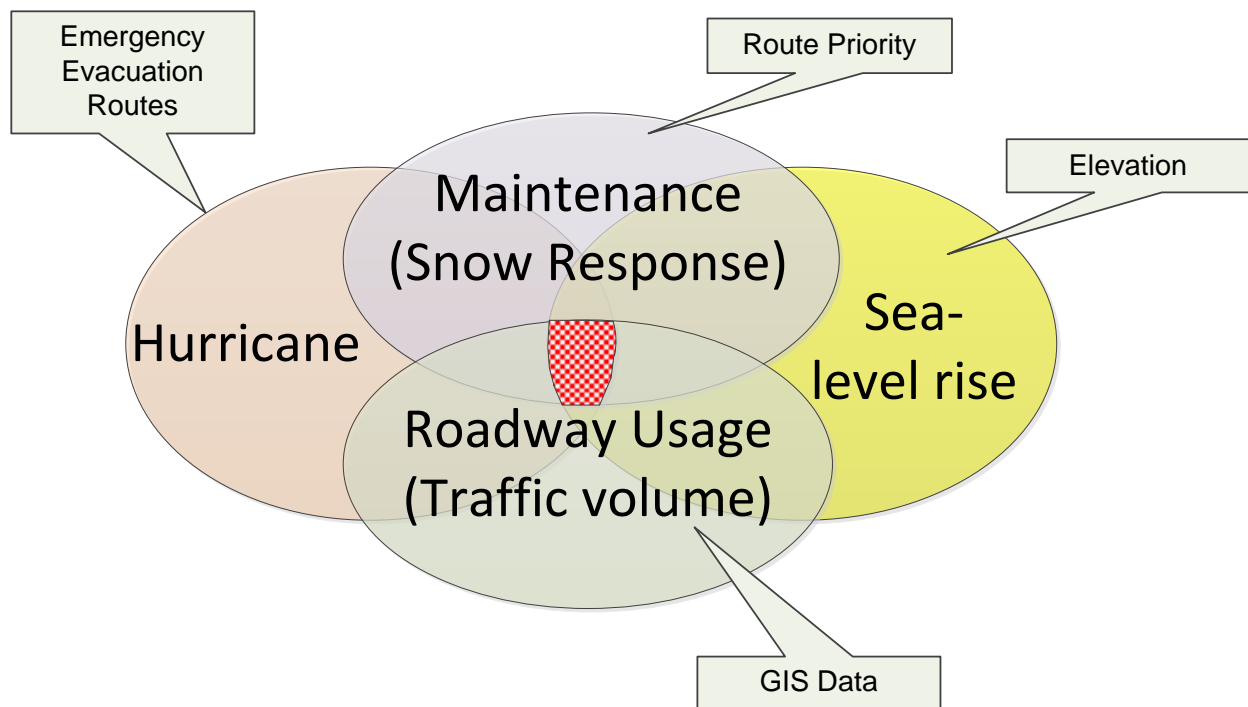 Emergency
Evacuation
Routes
Route Priority
Elevation
Maintenance
(Snow Response)
Hurricane
Sea-
level rise
Roadway Usage
(Traffic volume)
GIS Data